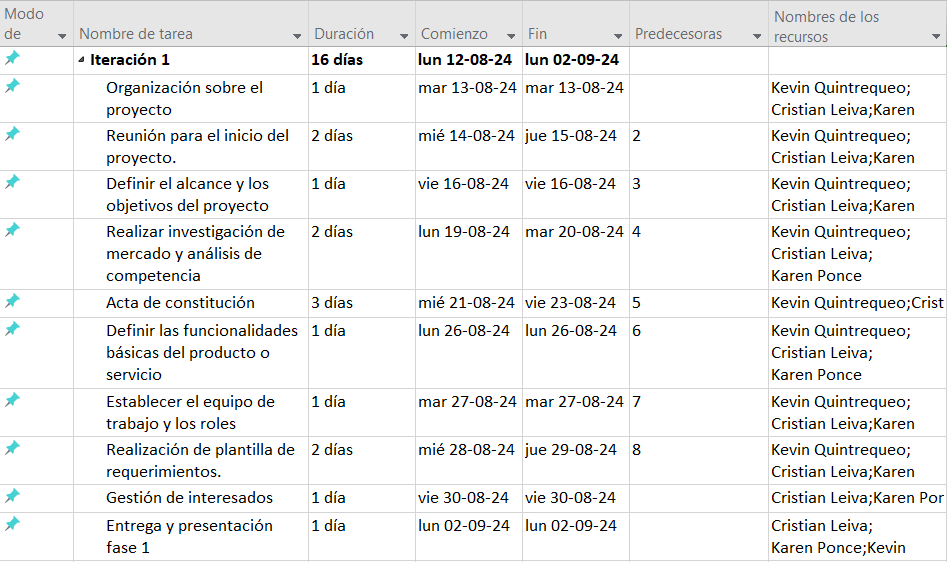 Modo de Nombre de tarea Duración Comienzo Fin Predecesoras Nombres de los recursos
Iteración 1 16 días lun 12-08-24 lun 02-09-24
Organización sobre el proyecto 1 día mar 13-08-24 mar 13-08-24 Kevin Quintrequeo; Cristian Leiva;Karen
Reunión para el inicio del proyecto. 2 días mié 14-08-24 jue 15-08-24 2 Kevin Quintrequeo; Cristian Leiva;Karen
Definir el alcance y los objetivos del proyecto 1 día vie 16-08-24 vie 16-08-24 3 Kevin Quintrequeo; Cristian Leiva;Karen
Realizar investigación de mercado y análisis de competencia 2 días lun 19-08-24 mar 20-08-24 4 Kevin Quintrequeo; Cristian Leiva; Karen Ponce
Acta de constitución 3 días mié 21-08-24 vie 23-08-24 5 Kevin Quintrequeo;Crist
Definir las funcionalidades básicas del producto o servicio 1 día lun 26-08-24 lun 26-08-24 6 Kevin Quintrequeo; Cristian Leiva; Karen Ponce
Establecer el equipo de trabajo y los roles 1 día mar 27-08-24 mar 27-08-24 7 Kevin Quintrequeo; Cristian Leiva;Karen
Realización de plantilla de requerimientos. 2 días mié 28-08-24 jue 29-08-24 8 Kevin Quintrequeo; Cristian Leiva;Karen
Gestión de interesados 1 día vie 30-08-24 vie 30-08-24 Cristian Leiva;Karen Por
Entrega y presentación fase 1 1 día lun 02-09-24 lun 02-09-24 Cristian Leiva; Karen Ponce;Kevin